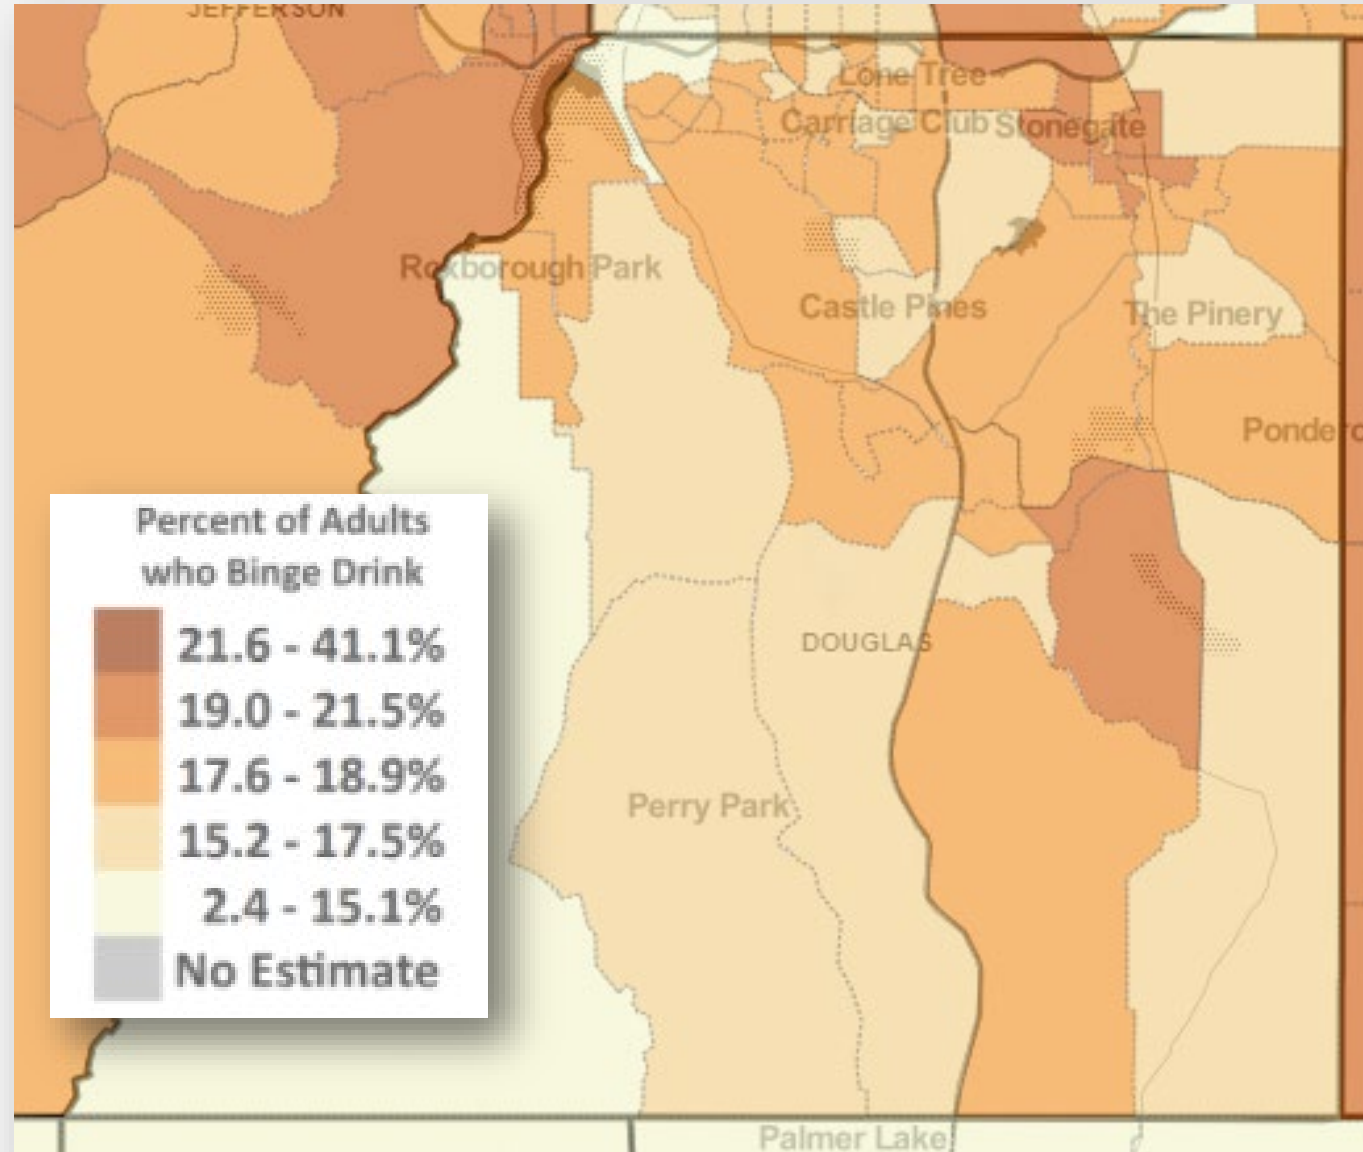 JEFFERSON
Lone Tree
Carriage Club Stonegate
Roxborough Park
Castle Pines
The Pinery
Pondero
Percent of Adults
who Binge Drink
21.6 - 41.1%
19.0 - 21.5%
17.6 - 18.9%
15.2 - 17.5%
2.4 - 15.1%
No Estimate
DOUGLAS
Perry Park
Palmer Lake